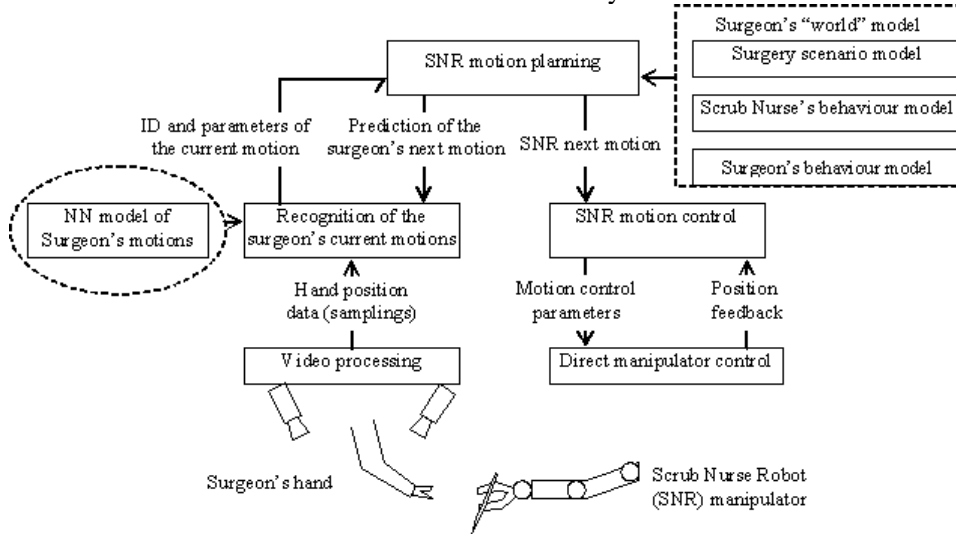 Surgeon's "world" model
Surgery scenario model
Scrub Nurse's behaviour model
Surgeon's behaviour model
SNR motion planning
ID and parameters of
the current motion
Prediction of the
surgeon's next motion
SNR next motion
NN model of
Surgeon's motions
Recognition of the
surgeon's current motions
SNR motion control
Hand position
data (samplings)
Motion control
parameters
Position
feedback
Video processing
Direct manipulator control
Surgeon's hand
Scrub Nurse Robot
(SNR) manipulator